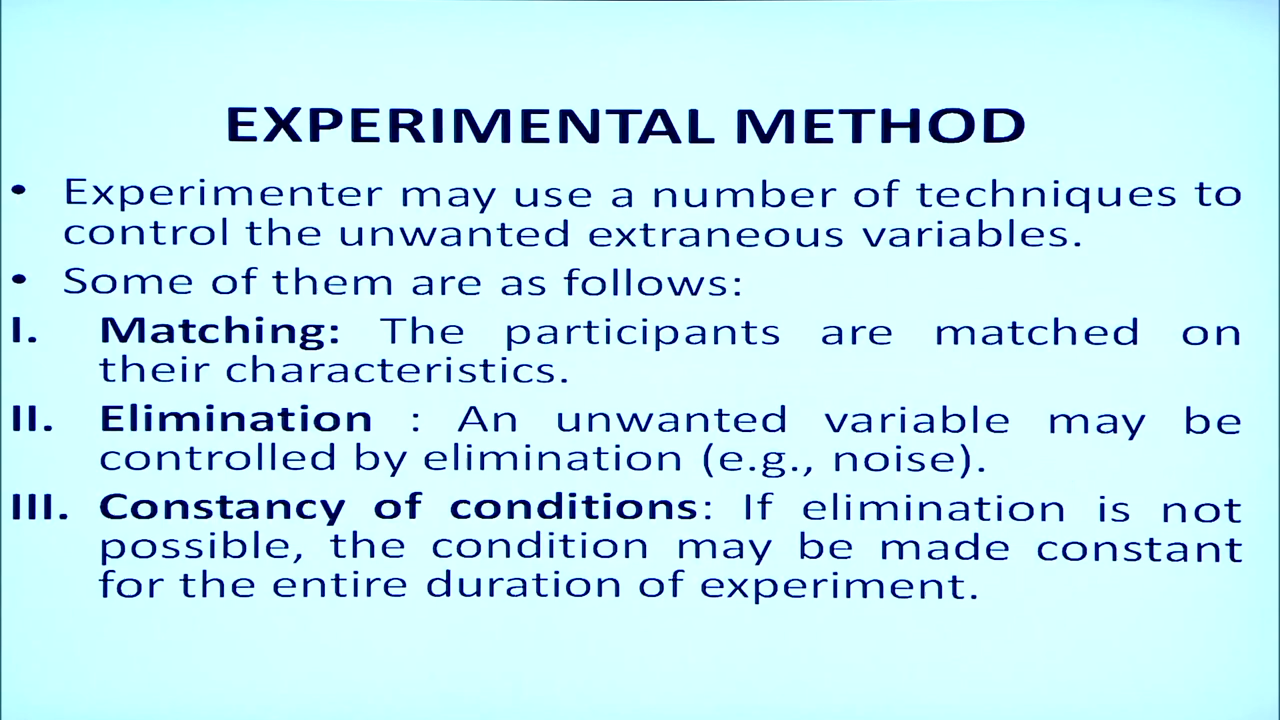 EXPERIMENTAL METHOD
• Experimenter may use a number of techniques to
control the unwanted extraneous variables.
• Some of them are as follows:
I. Matching: The participants are matched on
their characteristics.
II. Elimination : An unwanted variable may be
controlled by elimination (e.g., noise).
III. Constancy of conditions: If elimination is not
possible, the condition may be made constant
for the entire duration of experiment.